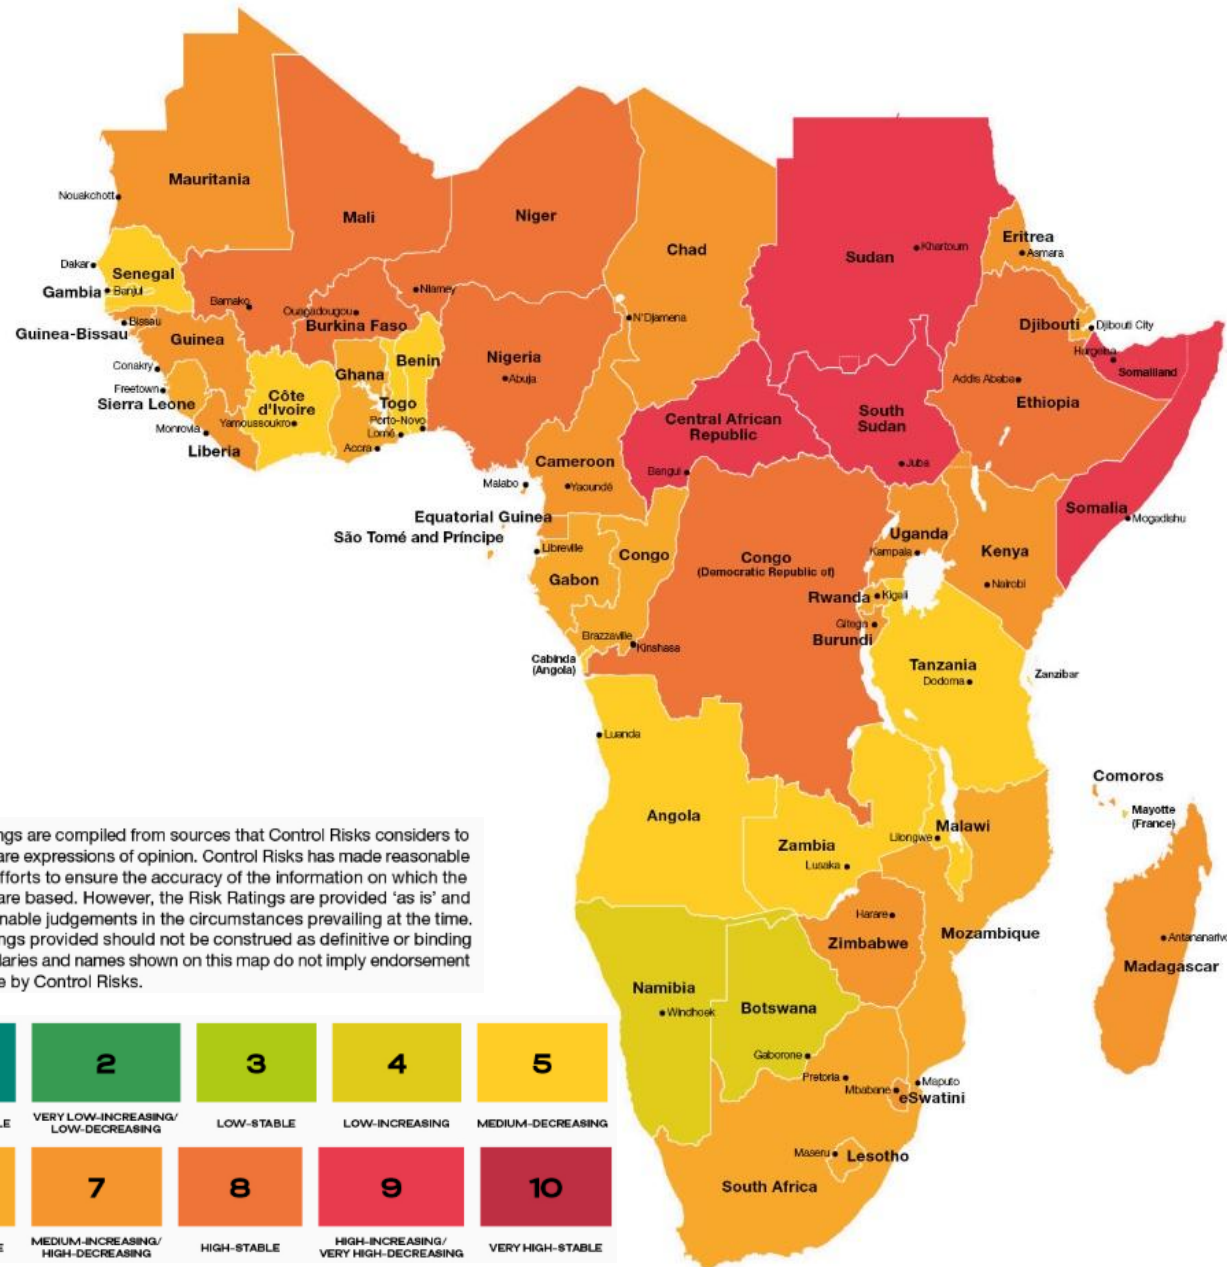 Mauritania
Nouakchott
Mali
Niger
Chad
Sudan
Khartoum
Eritrea
Asmara
Dakar
Senegal
Gambia
Banjul
Bamako
Ouagadougou
Niamey
Burkina Faso
N'Djamena
Guinea-Bissau
Bissau
Guinea
Djibouti
Djibouti City
Hargeisa
Somaliland
Conakry
Freetown
Sierra Leone
Côte
d'Ivoire
Yamoussoukro
Ghana
Benin
Togo
Porto-Novo
Lomé
Accra
Nigeria
Abuja
Monrovia
Liberia
Addis Ababa
Ethiopia
Central African
Republic
Bangui
South
Sudan
Juba
Cameroon
Yaoundé
Malabo
Equatorial Guinea
São Tomé and Príncipe
Somalia
Mogadishu
Libreville
Gabon
Congo
Congo
(Democratic Republic of)
Uganda
Kampala
Kenya
Nairobi
Rwanda
Kigali
Gitega
Burundi
Brazzaville
Kinshasa
Cabinda
(Angola)
Tanzania
Dodoma
Zanzibar
Luanda
Angola
Zambia
Lusaka
Lilongwe
Malawi
Comoros
Mayotte
(France)
Harare
Zimbabwe
Mozambique
Antananarivo
Madagascar
Namibia
Windhoek
Botswana
Gaborone
Pretoria
Mbabane
Maputo
eSwatini
Maseru
Lesotho
South Africa
ngs are compiled from sources that Control Risks considers to
are expressions of opinion. Control Risks has made reasonable
fforts to ensure the accuracy of the information on which the
are based. However, the Risk Ratings are provided 'as is' and
nable judgements in the circumstances prevailing at the time.
ngs provided should not be construed as definitive or binding
daries and names shown on this map do not imply endorsement
e by Control Risks.
2 3 4 5
LE VERY LOW-INCREASING/ LOW-STABLE LOW-INCREASING MEDIUM-DECREASING
LOW-DECREASING
7 8 9 10
E MEDIUM-INCREASING/ HIGH-STABLE HIGH-INCREASING/ VERY HIGH-STABLE
HIGH-DECREASING VERY HIGH-DECREASING